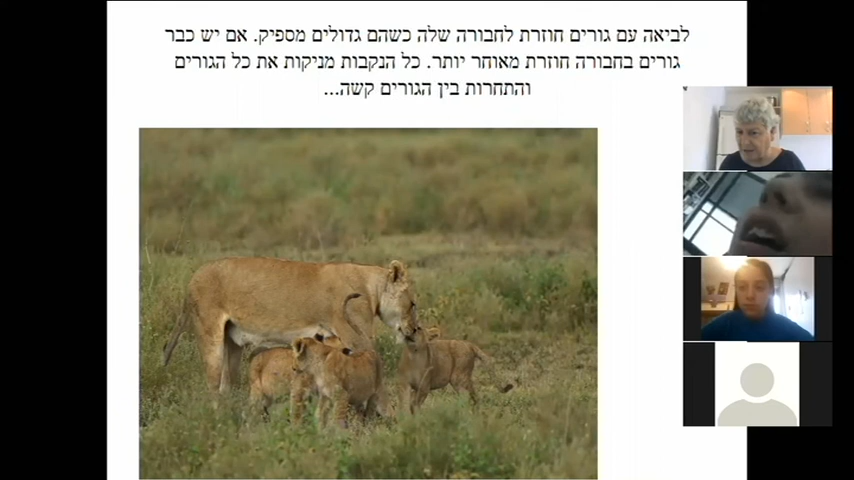 לביאה עם גורים חוזרת לחבורה שלה כשהם גדולים מספיק. אם יש כבר
גורים בחבורה חוזרת מאוחר יותר. כל הנקבות מניקות את כל הגורים
והתחרות בין הגורים קשה...